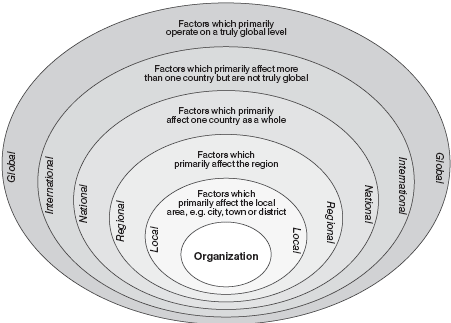 Factors which primarily
operate on a truly global level
Factors which primarily affect more
than one country but are not truly global
Factors which primarily
affect one country as a whole
Factors which
primarily affect the region
Factors which
primarily affect the local
area, e.g. city, town or district
Organization
Global
International
National
Regional
Local
Local
Regional
National
International
Global